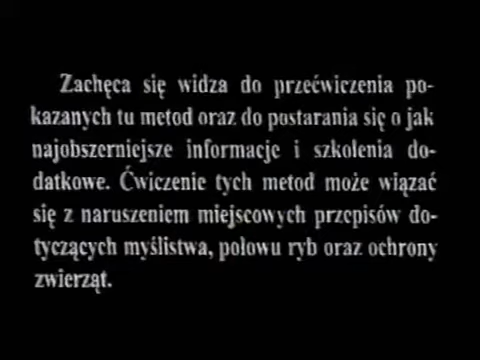 Zachęca się widza do przećwiczenia po-
kazanych tu metod oraz do postarania się o jak
najobszerniejsze informacje i szkolenia do-
datkowe. Ćwiczenie tych metod może wiązać
się z naruszeniem miejscowych przepisów do-
tyczących myślistwa, połowu ryb oraz ochrony
zwierząt.